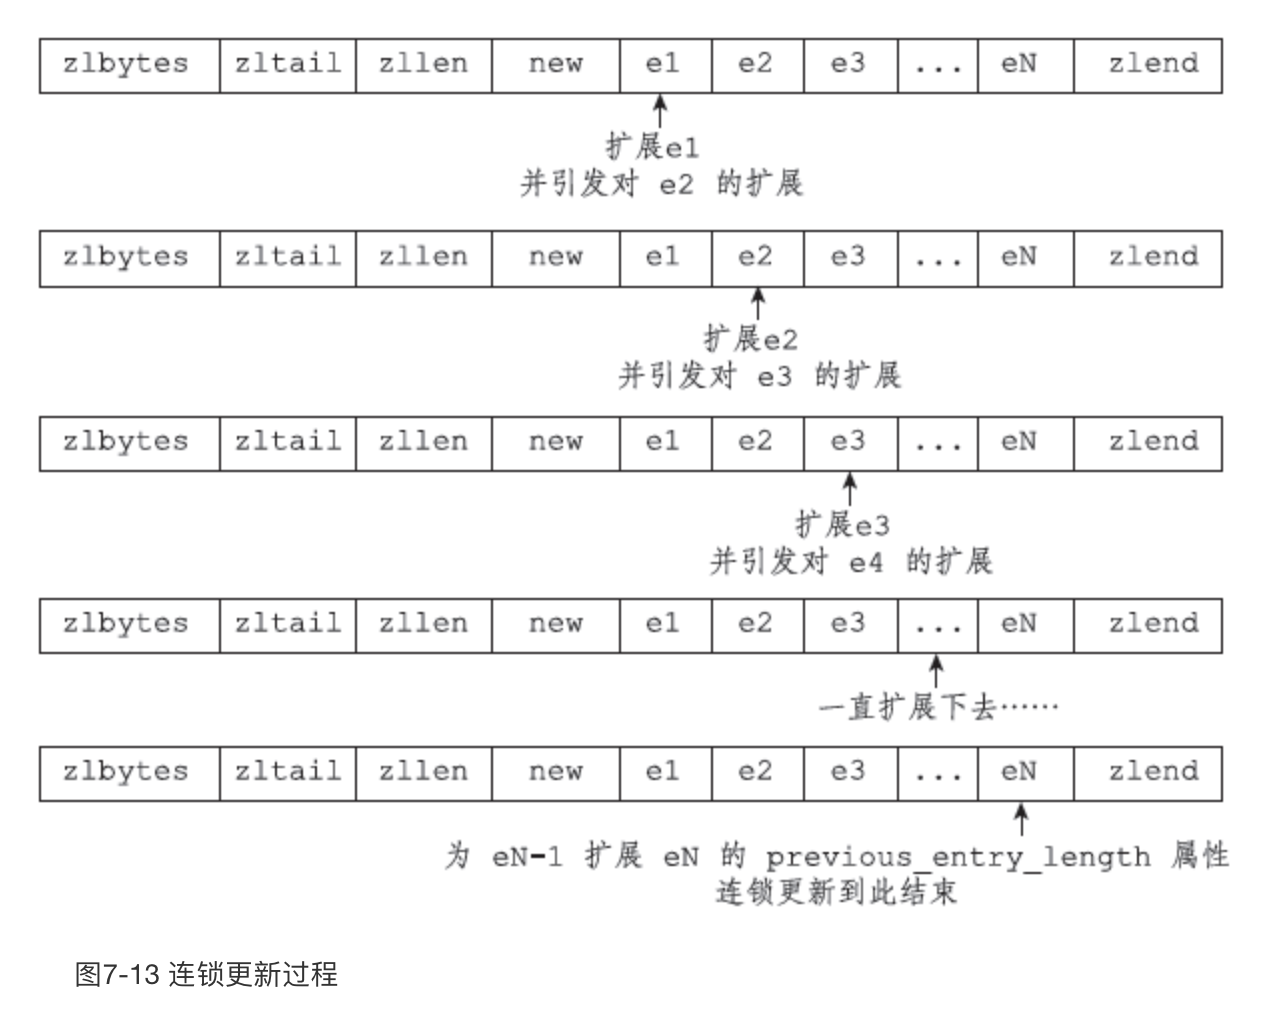 zlbytes zltail zllen new e1 e2 e3 ... eN zlend
扩展e1
并引发对 e2 的扩展
zlbytes zltail zllen new e1 e2 e3 ... eN zlend
扩展e2
并引发对 e3 的扩展
zlbytes zltail zllen new e1 e2 e3 ... eN zlend
扩展e3
并引发对 e4 的扩展
zlbytes zltail zllen new e1 e2 e3 ... eN zlend
一直扩展下去……
zlbytes zltail zllen new e1 e2 e3 ... eN zlend
为 eN-1 扩展 eN 的 previous_entry_length 属性
连锁更新到此结束
图7-13 连锁更新过程